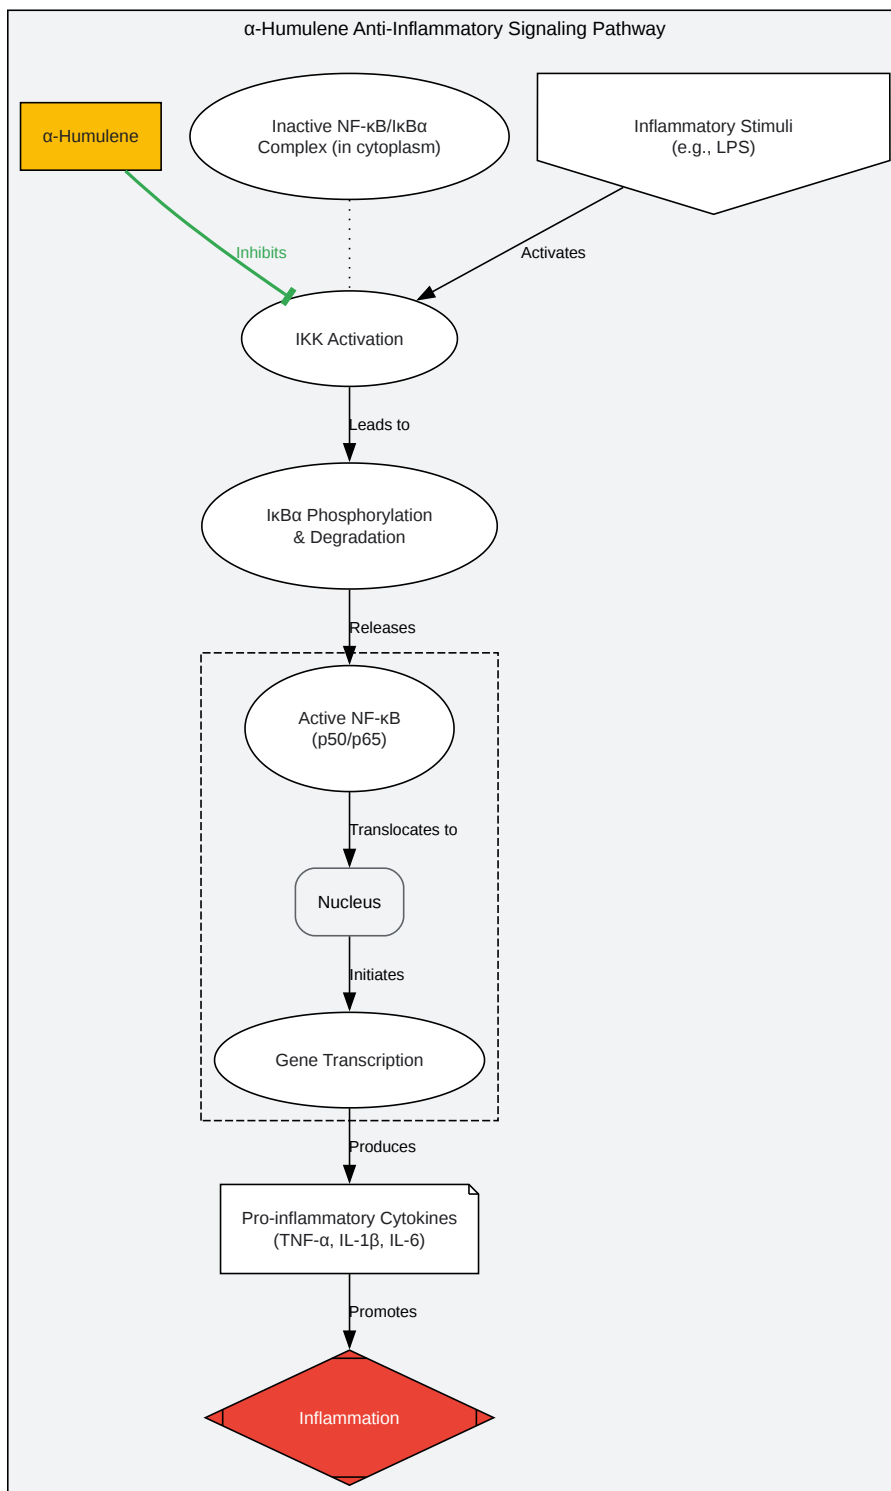 α-Humulene Anti-Inflammatory Signaling Pathway
α-Humulene
Inactive NF-κB/IκBα
Complex (in cytoplasm)
Inflammatory Stimuli
(e.g., LPS)
Inhibits
Activates
IKK Activation
Leads to
IκBα Phosphorylation
& Degradation
Releases
Active NF-κB
(p50/p65)
Translocates to
Nucleus
Initiates
Gene Transcription
Produces
Pro-inflammatory Cytokines
(TNF-α, IL-1β, IL-6)
Promotes
Inflammation